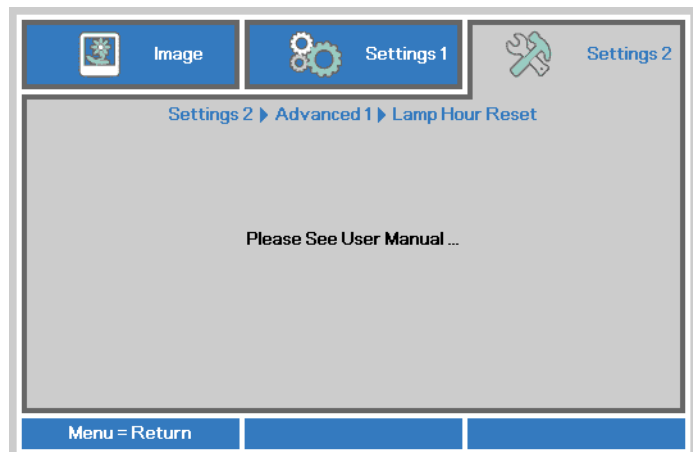 Image
Settings 1
Settings 2
Settings 2 ▶ Advanced 1 ▶ Lamp Hour Reset
Please See User Manual ...
Menu = Return